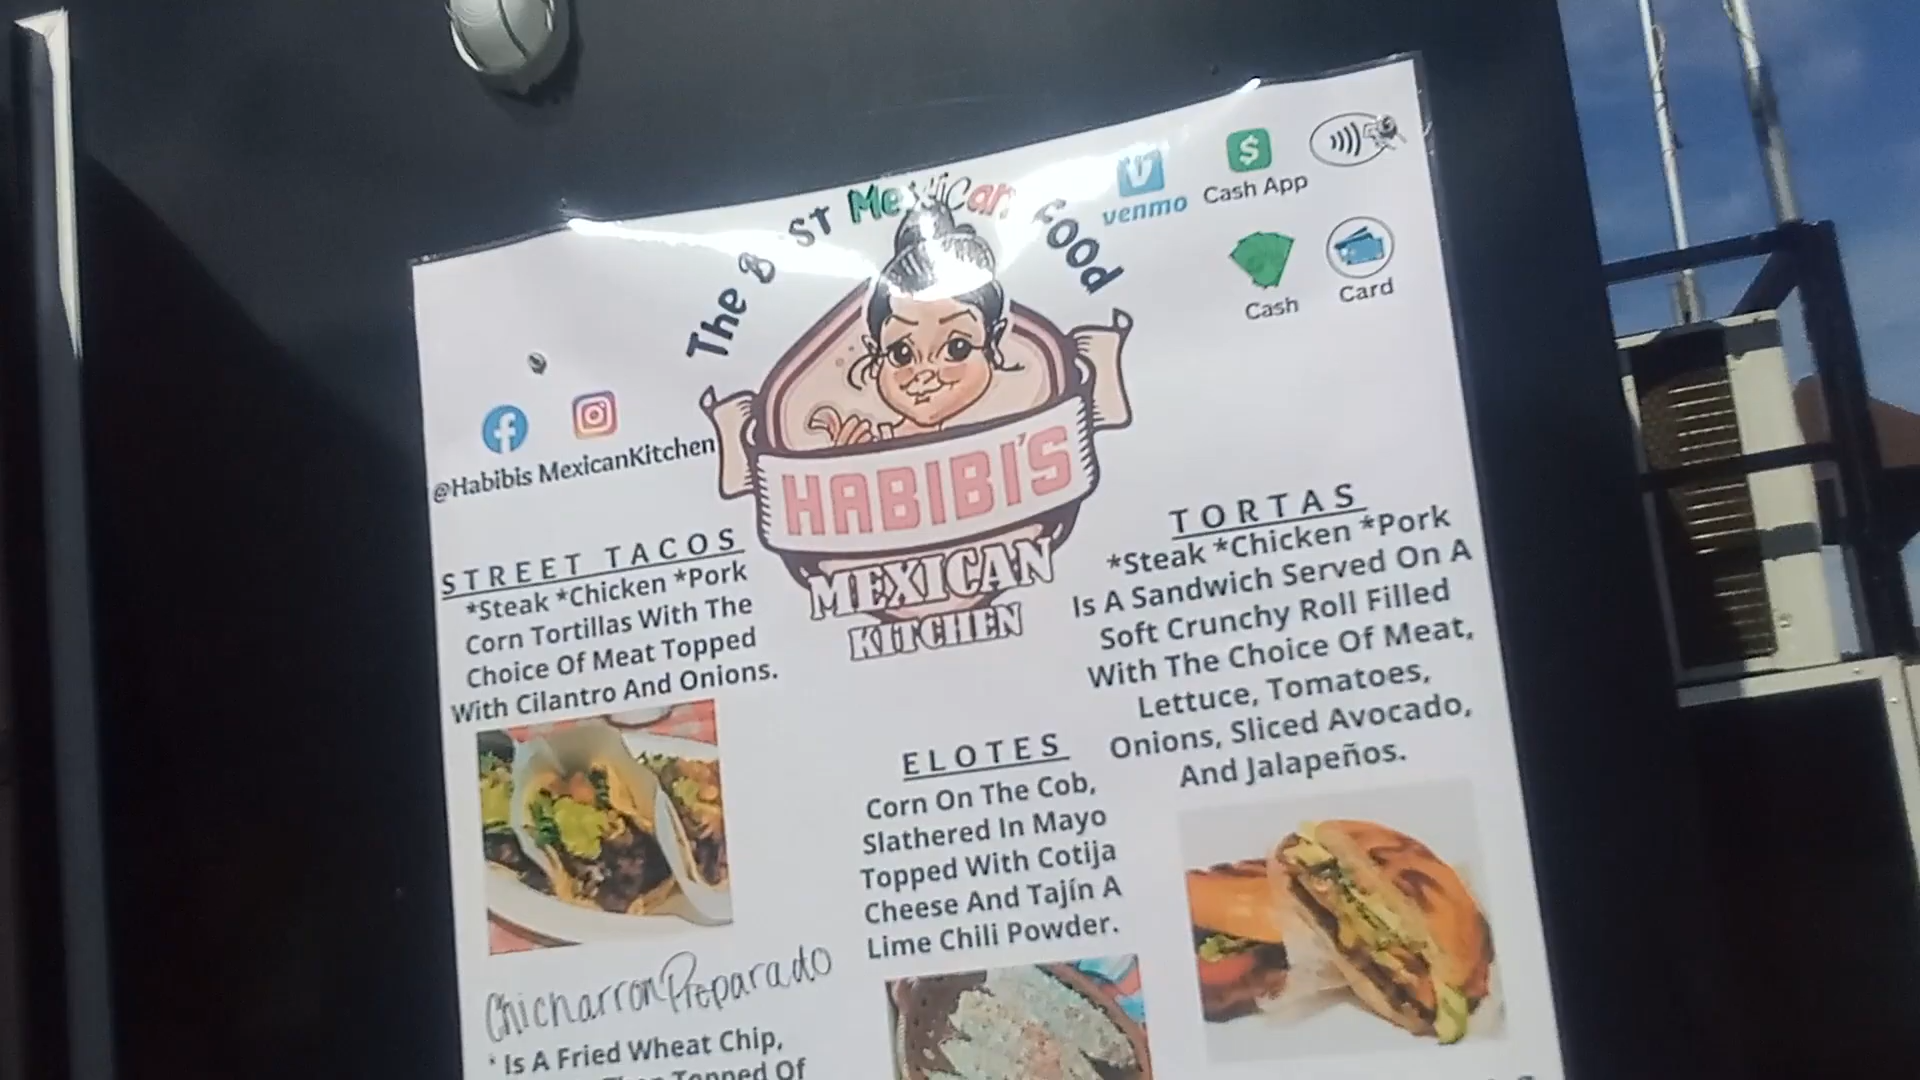 The B ST MexiCan Food
venmo
Cash App
Cash
Card
@Habibis MexicanKitchen
HABIBI'S
MEXICAN
KITCHEN
STREET TACOS
*Steak *Chicken *Pork
Corn Tortillas With The
Choice Of Meat Topped
With Cilantro And Onions.
TORTAS
*Steak *Chicken *Pork
Is A Sandwich Served On A
Soft Crunchy Roll Filled
With The Choice Of Meat,
Lettuce, Tomatoes,
Onions, Sliced Avocado,
And Jalapeños.
ELOTES
Corn On The Cob,
Slathered In Mayo
Topped With Cotija
Cheese And Tajín A
Lime Chili Powder.
Chicharron Preparado
* Is A Fried Wheat Chip,
Topped Of